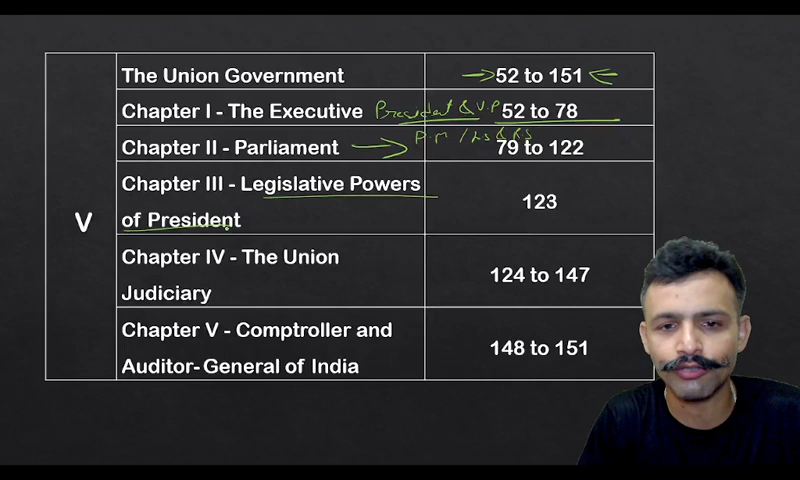 The Union Government 52 to 151
Chapter I - The Executive President & V.P 52 to 78
P.M / LS & RS
Chapter II - Parliament 79 to 122
V
Chapter III - Legislative Powers
of President
123
Chapter IV - The Union
Judiciary
124 to 147
Chapter V - Comptroller and
Auditor-General of India
148 to 151